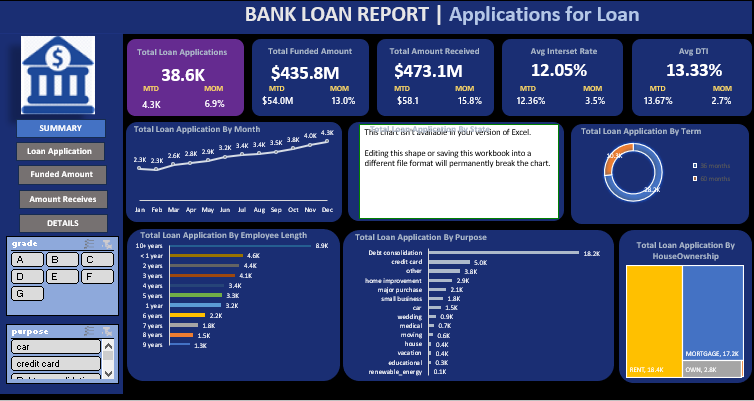 BANK LOAN REPORT | Applications for Loan
SUMMARY
Loan Application
Funded Amount
Amount Receives
DETAILS
grade
A
B
C
D
E
F
G
purpose
car
credit card
Debt consolidation
Total Loan Applications
38.6K
MTD
MOM
4.3K
6.9%
Total Funded Amount
$435.8M
MTD
MOM
$54.0M
13.0%
Total Amount Received
$473.1M
MTD
MOM
$58.1
15.8%
Avg Interset Rate
12.05%
MTD
MOM
12.36%
3.5%
Avg DTI
13.33%
MTD
MOM
13.67%
2.7%
Total Loan Application By Month
2.3K 2.3K 2.6K 2.8K 2.9K 3.2K 3.4K 3.4K 3.5K 3.8K 4.0K 4.3K
Jan Feb Mar Apr May Jun Jul Aug Sep Oct Nov Dec
Total Loan Application By State
This chart isn't available in your version of Excel.
Editing this shape or saving this workbook into a
different file format will permanently break the chart.
Total Loan Application By Term
28.2K
36 months
60 months
Total Loan Application By Employee Length
10+ years 8.9K
< 1 year 4.6K
2 years 4.4K
3 years 4.1K
4 years 3.4K
5 years 3.3K
1 year 3.2K
6 years 2.2K
7 years 1.8K
8 years 1.5K
9 years 1.3K
Total Loan Application By Purpose
Debt consolidation 18.2K
credit card 5.0K
other 3.8K
home improvement 2.9K
major purchase 2.1K
small business 1.8K
car 1.5K
wedding 0.9K
medical 0.7K
moving 0.6K
house 0.4K
vacation 0.4K
educational 0.3K
renewable_energy 0.1K
Total Loan Application By
HouseOwnership
RENT, 18.4K
MORTGAGE, 17.2K
OWN, 2.8K